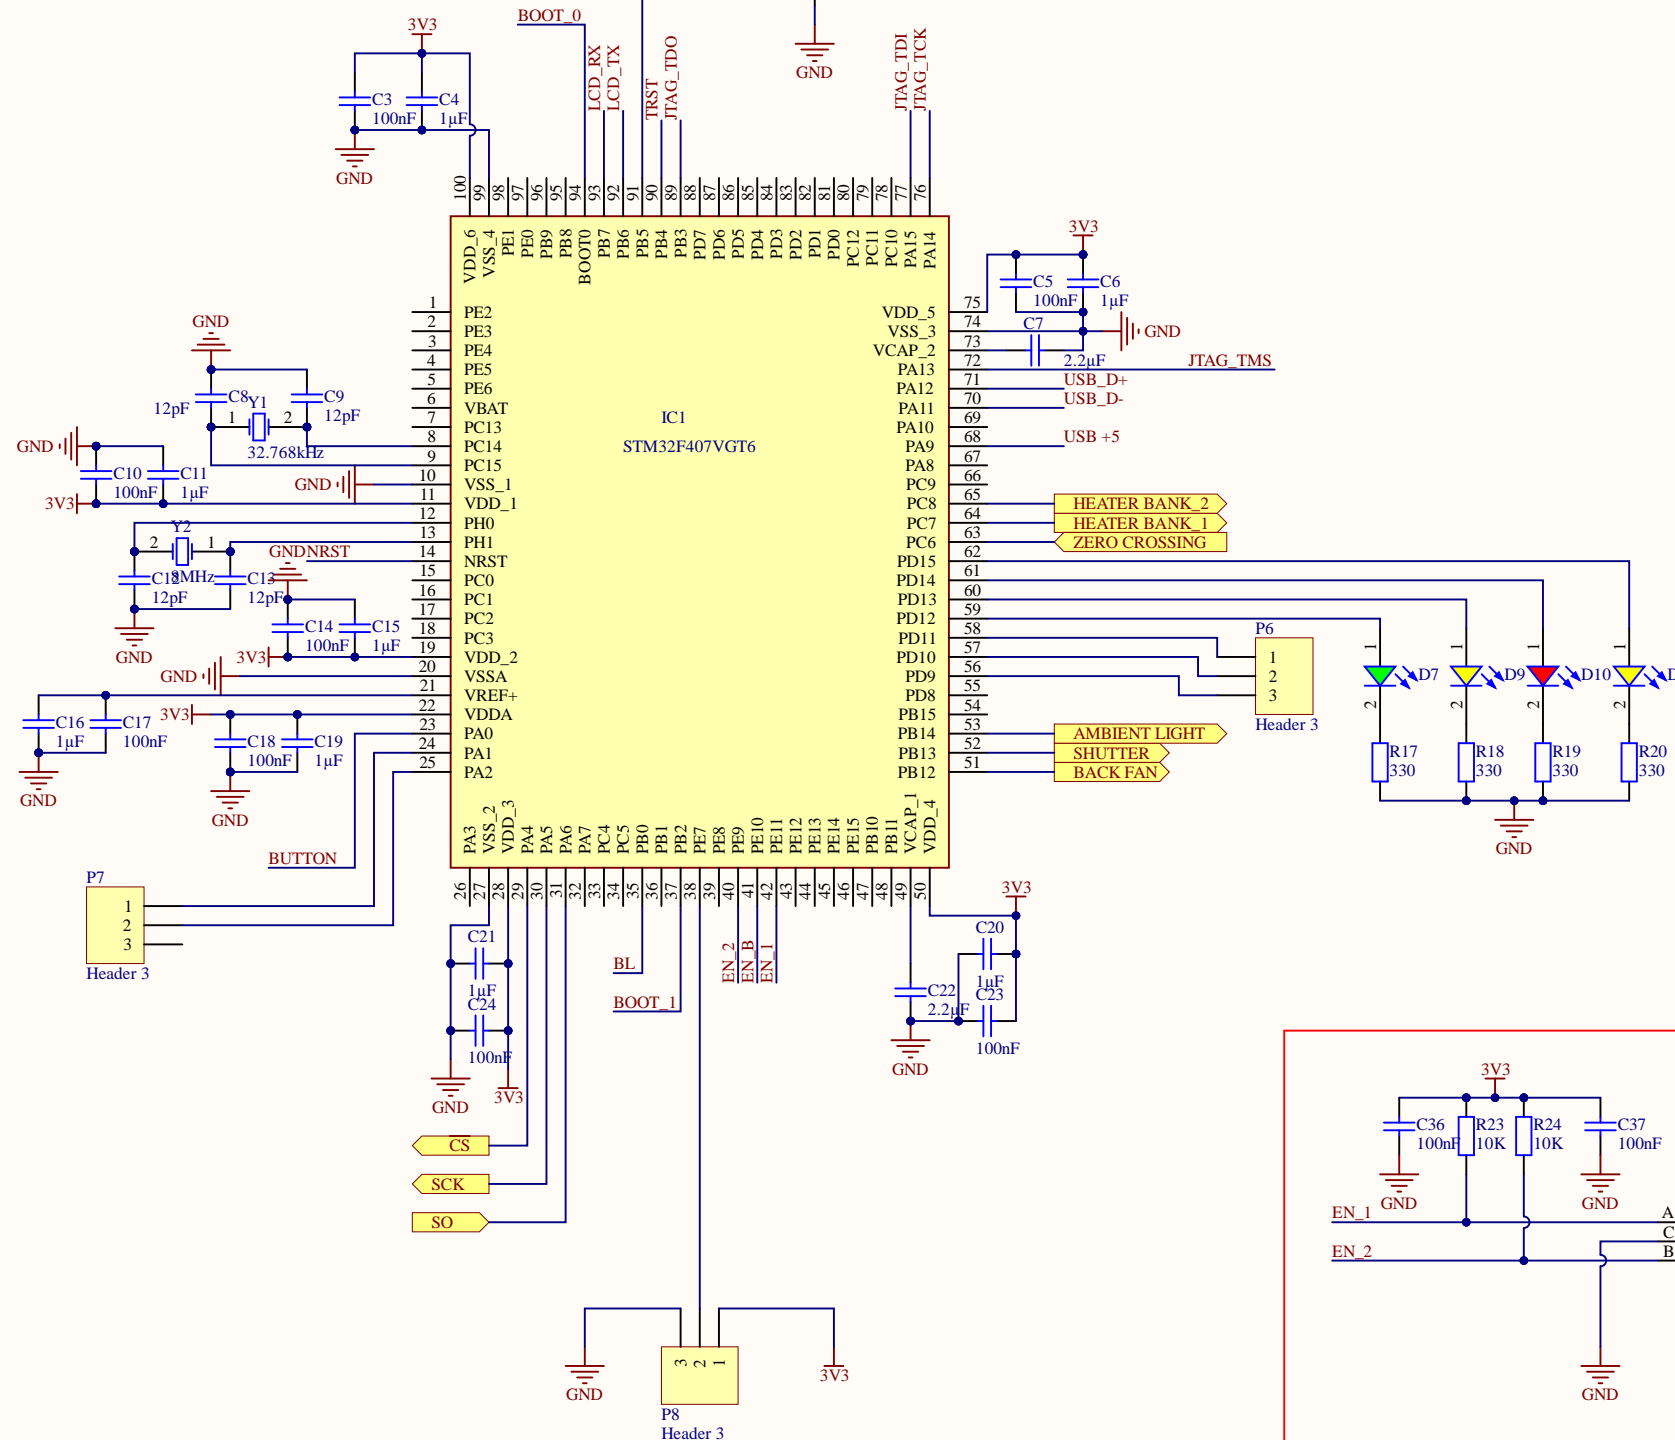 BOOT_0
3V3
GND
LCD_RX
LCD_TX
TRST
JTAG_TDO
JTAG_TDI
JTAG_TCK
C3
100nF
C4
1µF
GND
100
99
98
97
96
95
94
93
92
91
90
89
88
87
86
85
84
83
82
81
80
79
78
77
76
VDD_6
VSS_4
PE1
PE0
PB9
PB8
BOOT0
PB7
PB6
PB5
PB4
PB3
PD7
PD6
PD5
PD4
PD3
PD2
PD1
PD0
PC12
PC11
PC10
PA15
PA14
IC1
STM32F407VGT6
1 PE2
2 PE3
3 PE4
4 PE5
5 PE6
6 VBAT
7 PC13
8 PC14
9 PC15
10 VSS_1
11 VDD_1
12 PH0
13 PH1
14 NRST
15 PC0
16 PC1
17 PC2
18 PC3
19 VDD_2
20 VSSA
21 VREF+
22 VDDA
23 PA0
24 PA1
25 PA2
VDD_5 75
VSS_3 74
VCAP_2 73
PA13 72
PA12 71
PA11 70
PA10 69
PA9 68
PA8 67
PC9 66
PC8 65
PC7 64
PC6 63
PD15 62
PD14 61
PD13 60
PD12 59
PD11 58
PD10 57
PD9 56
PD8 55
PB15 54
PB14 53
PB13 52
PB12 51
PA3
VSS_2
VDD_3
PA4
PA5
PA6
PA7
PC4
PC5
PB0
PB1
PB2
PE7
PE8
PE9
PE10
PE11
PE12
PE13
PE14
PE15
PB10
PB11
VCAP_1
VDD_4
26
27
28
29
30
31
32
33
34
35
36
37
38
39
40
41
42
43
44
45
46
47
48
49
50
GND
C8
12pF
Y1
1
2
32.768kHz
C9
12pF
GND
C10
100nF
C11
1µF
3V3
GND
Y2
2
1
8MHz
C12
12pF
C13
12pF
GND
GND
NRST
C14
100nF
C15
1µF
3V3
GND
C16
1µF
C17
100nF
GND
3V3
C18
100nF
C19
1µF
GND
BUTTON
P7
1
2
3
Header 3
3V3
C5
100nF
C6
1µF
GND
C7
2.2µF
JTAG_TMS
USB_D+
USB_D-
USB +5
HEATER BANK_2
HEATER BANK_1
ZERO CROSSING
P6
1
2
3
Header 3
AMBIENT LIGHT
SHUTTER
BACK FAN
1
D7
2
R17
330
1
D9
2
R18
330
1
D10
2
R19
330
1
D
2
R20
330
GND
C21
1µF
C24
100nF
GND
3V3
BL
BOOT_1
EN_2
EN_B
EN_1
3V3
C20
1µF
C22
2.2µF
C23
100nF
GND
CS
SCK
SO
GND
3
2
1
3V3
P8
Header 3
3V3
C36
100nF
R23
10K
R24
10K
C37
100nF
GND
GND
EN_1
A
C
EN_2
B
GND